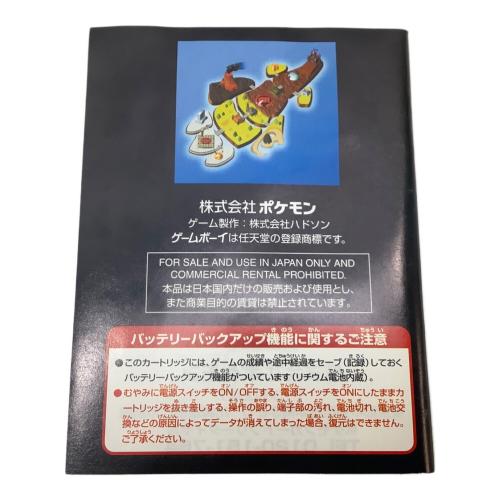 株式会社 ポケモン
ゲーム製作：株式会社ハドソン
ゲームボーイは任天堂の登録商標です。
FOR SALE AND USE IN JAPAN ONLY AND
COMMERCIAL RENTAL PROHIBITED.
本品は日本国内だけの販売および使用とし、
また商業目的の賃貸は禁止されています。
バッテリーバックアップ機能に関するご注意
●このカートリッジには、ゲームの成績や途中経過をセーブ(記録)しておく
バッテリーバックアップ機能がついています(リチウム電池内蔵)。
●むやみに電源スイッチをON/OFFする、電源スイッチをONにしたままカ
ートリッジを抜き差しする、操作の誤り、端子部の汚れ、電池切れ、電池交
換などの原因によってデータが消えてしまった場合、復元はできません。
ご了承ください。